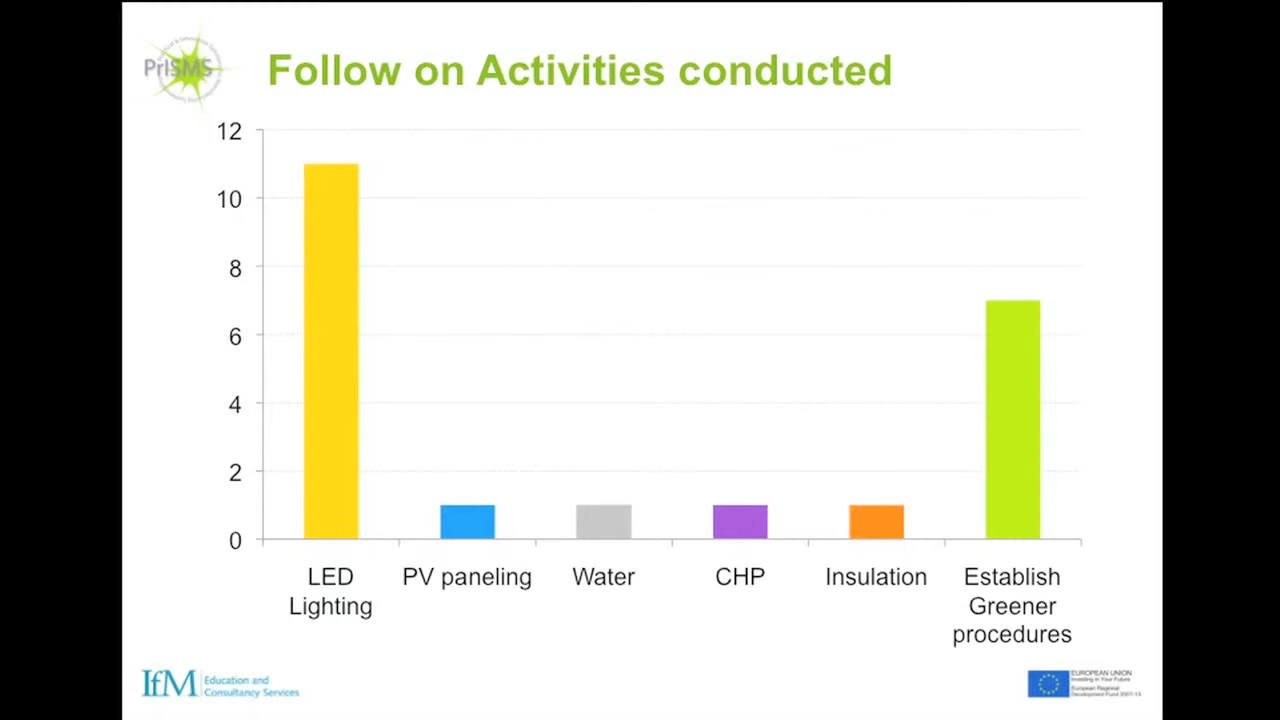 PrISMS
Follow on Activities conducted
12
10
8
6
4
2
0
LED
Lighting
PV paneling
Water
CHP
Insulation
Establish
Greener
procedures
IfM
Education and
Consultancy Services
EUROPEAN UNION
Investing in Your Future
European Regional
Development Fund 2007-13